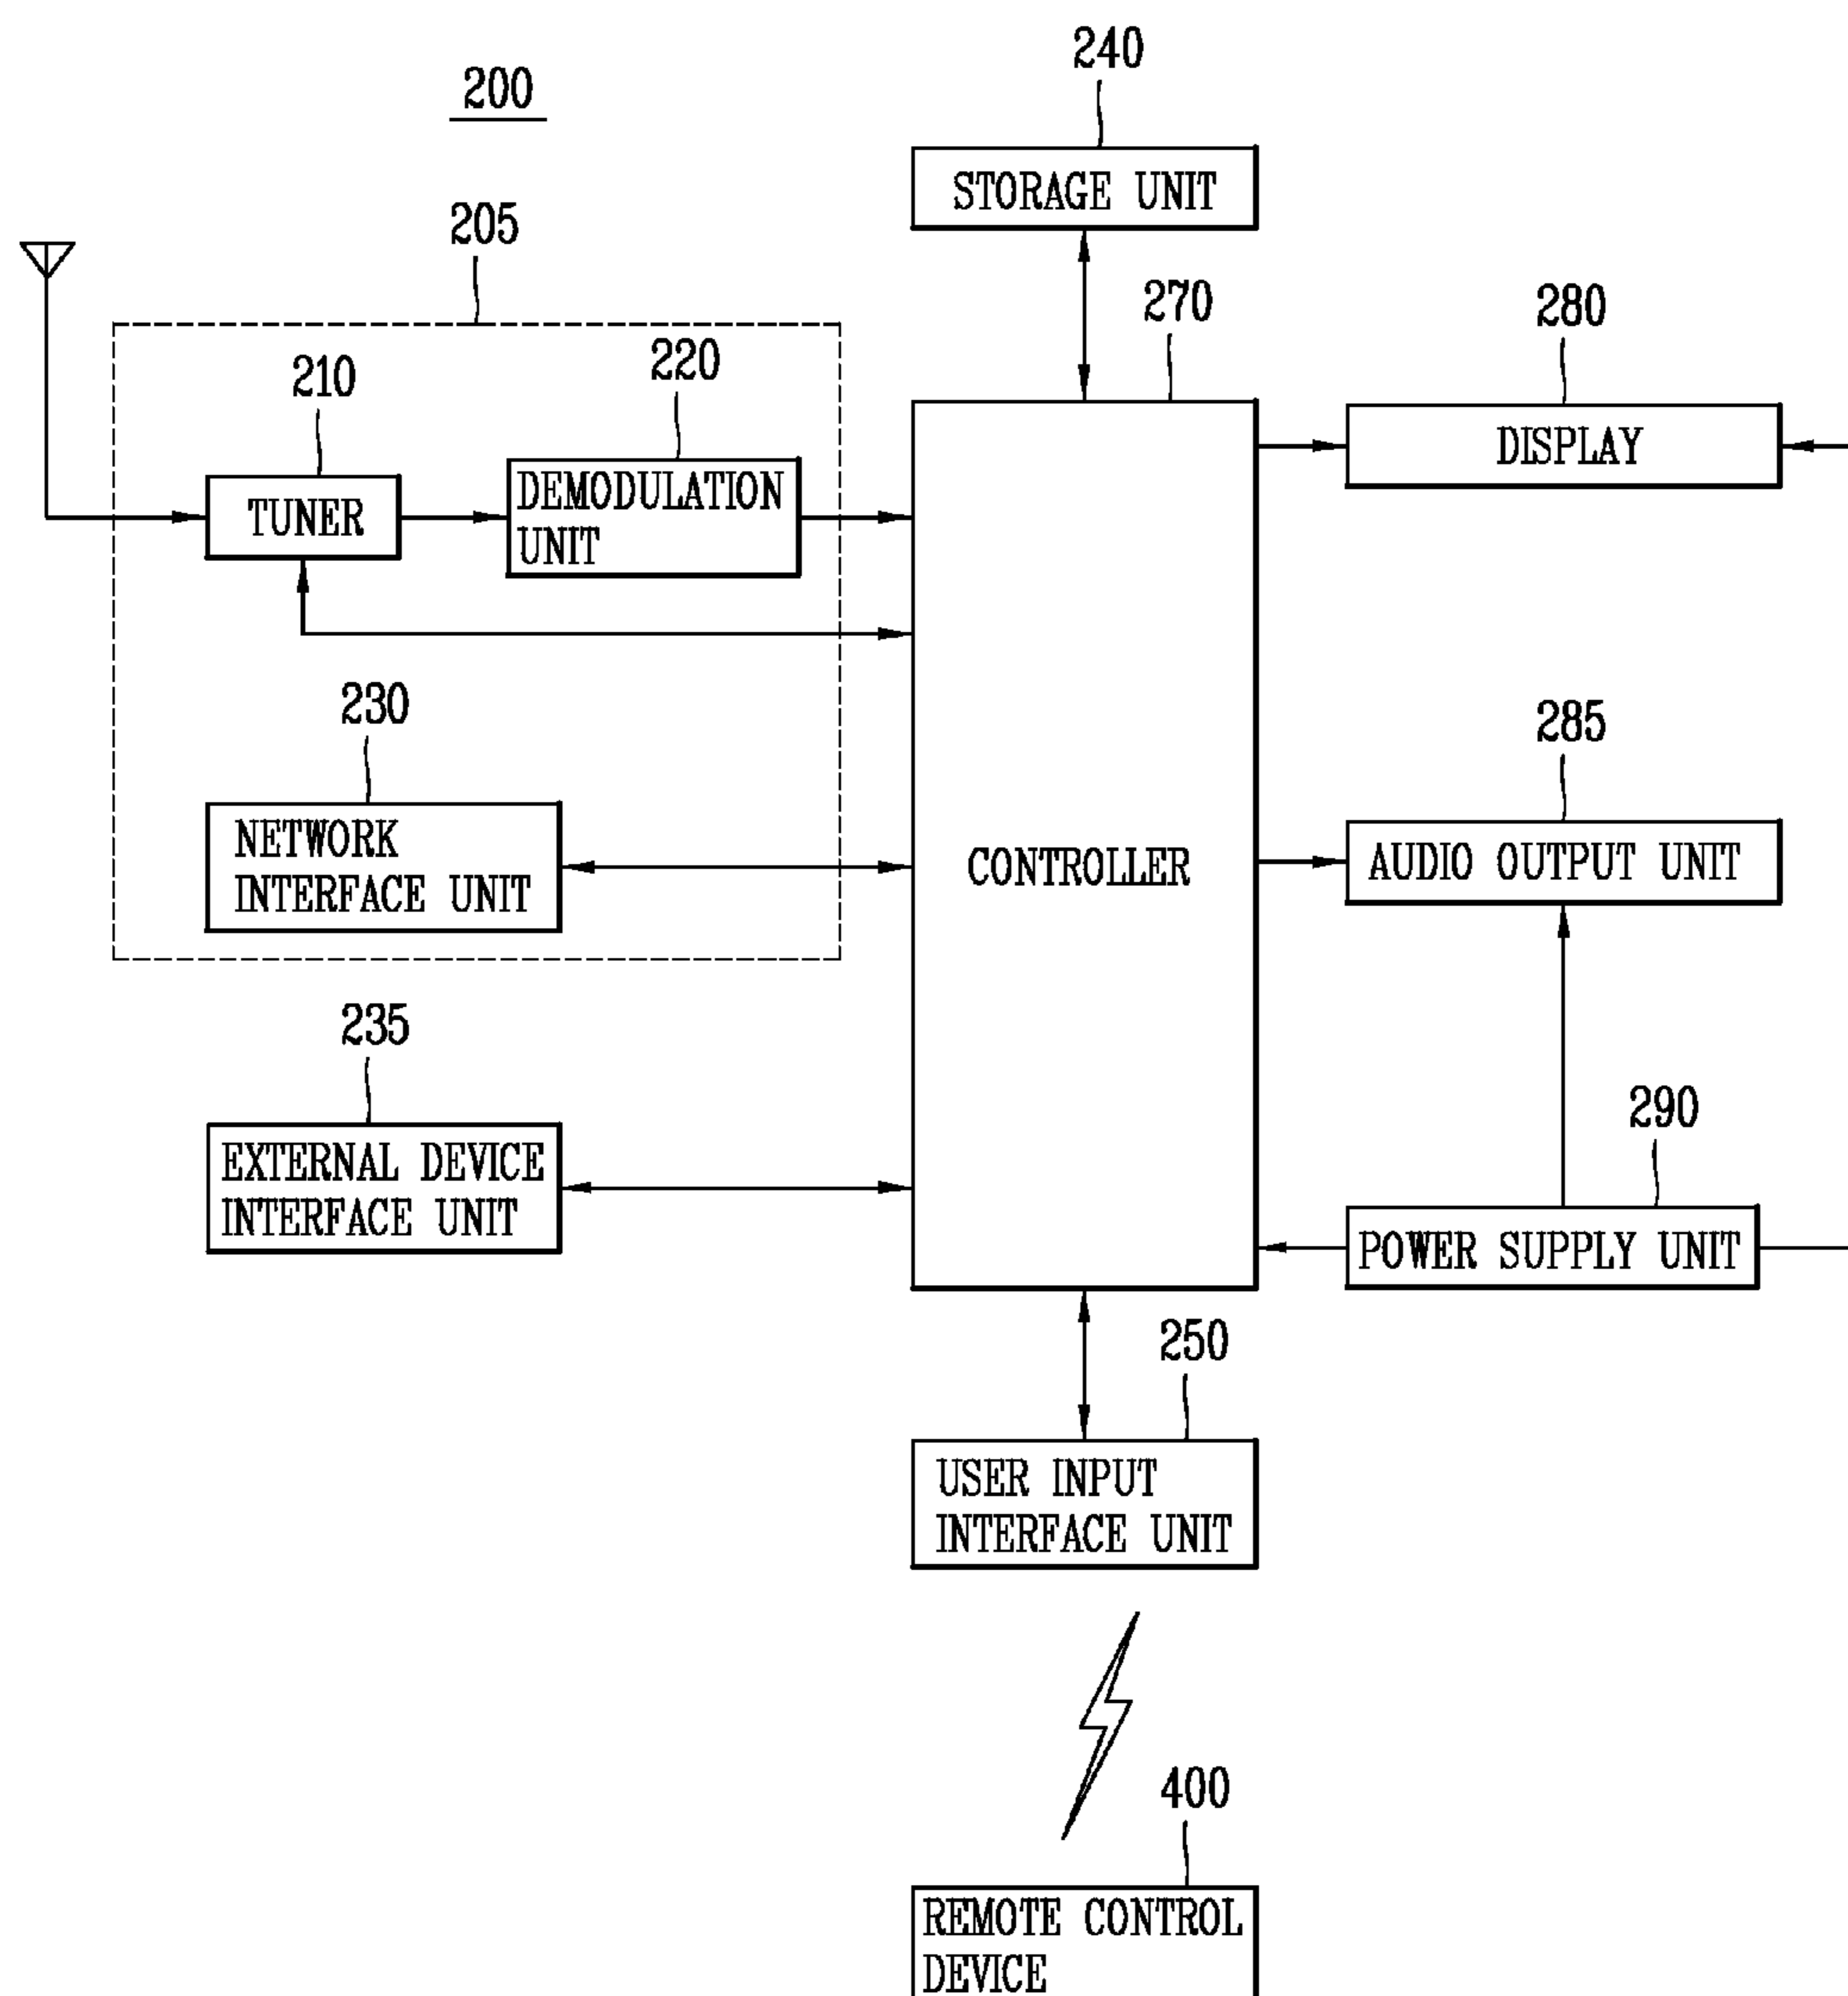 200
240
STORAGE UNIT
205
270
280
210
220
DISPLAY
TUNER
DEMODULATION
UNIT
230
285
NETWORK
INTERFACE UNIT
CONTROLLER
AUDIO OUTPUT UNIT
235
290
EXTERNAL DEVICE
INTERFACE UNIT
POWER SUPPLY UNIT
250
USER INPUT
INTERFACE UNIT
400
REMOTE CONTROL
DEVICE